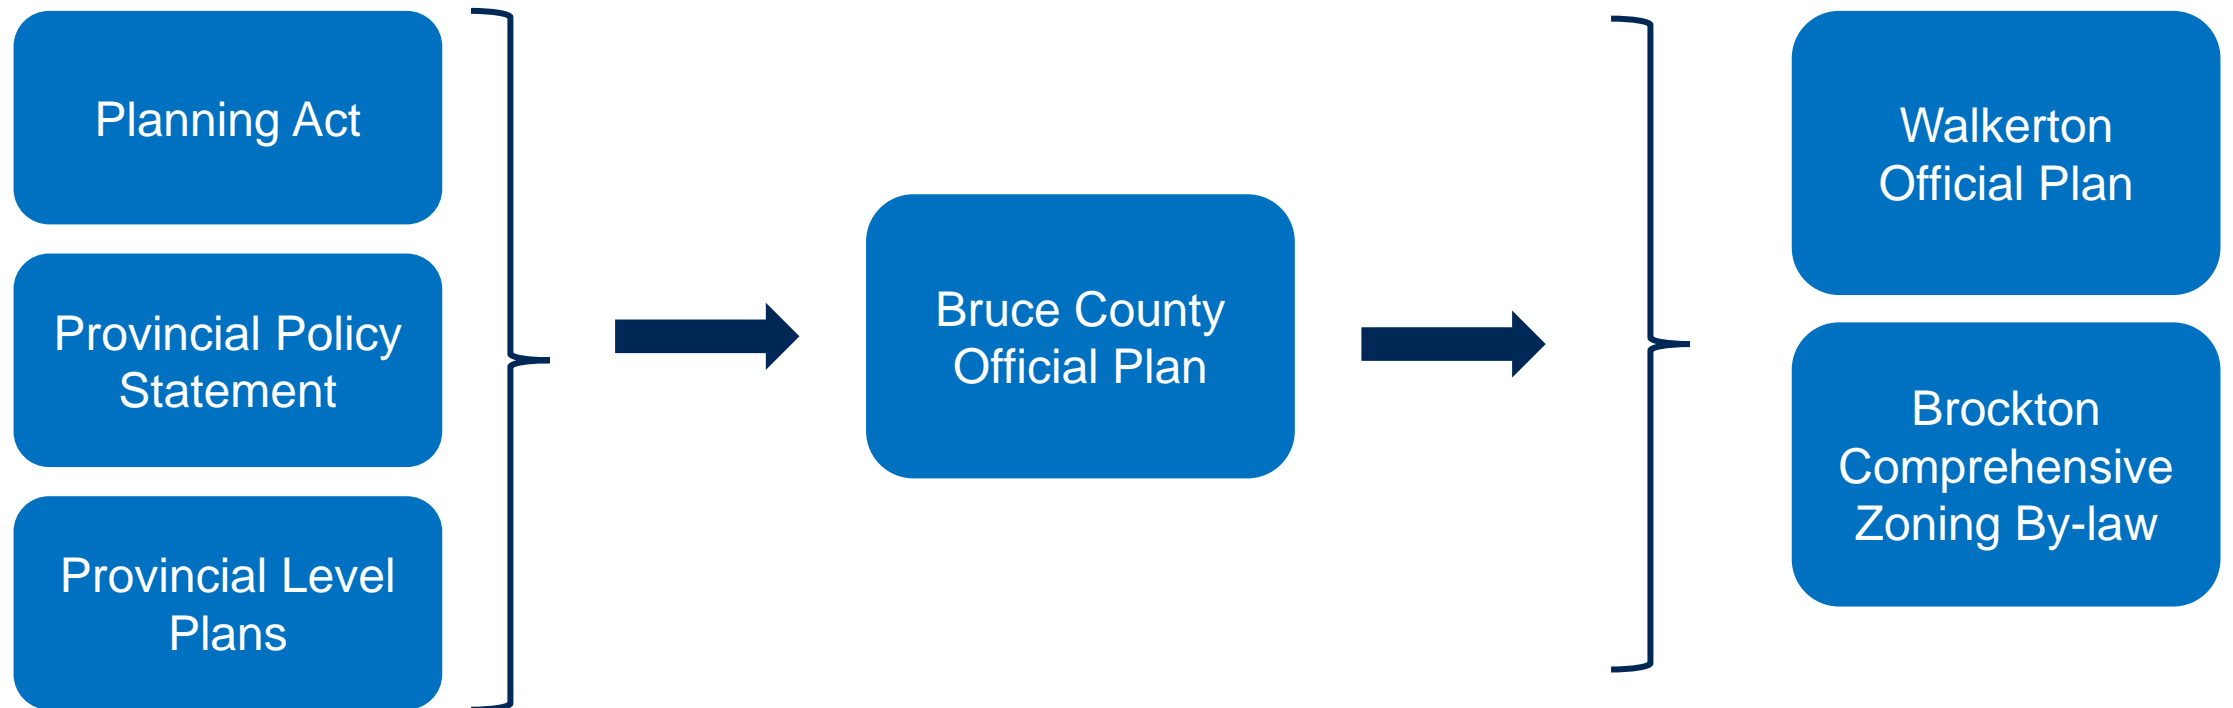 Planning Act
Provincial Policy
Statement
Provincial Level
Plans
Bruce County
Official Plan
Walkerton
Official Plan
Brockton
Comprehensive
Zoning By-law